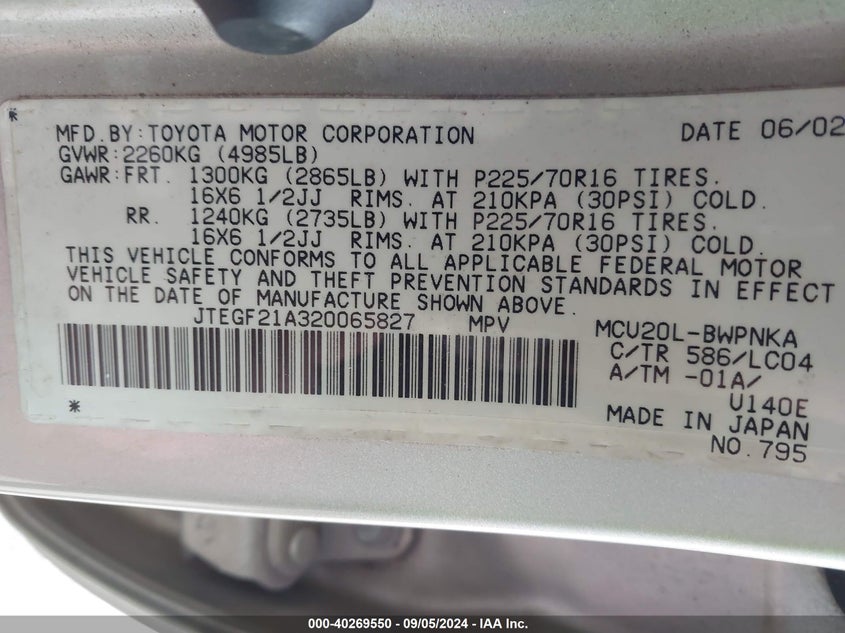 MFD.BY:TOYOTA MOTOR CORPORATION DATE 06/02
GVWR:2260KG (4985LB)
GAWR:FRT. 1300KG (2865LB) WITH P225/70R16 TIRES.
16X6 1/2JJ RIMS. AT 210KPA (30PSI) COLD.
RR. 1240KG (2735LB) WITH P225/70R16 TIRES.
16X6 1/2JJ RIMS. AT 210KPA (30PSI) COLD.
THIS VEHICLE CONFORMS TO ALL APPLICABLE FEDERAL MOTOR
VEHICLE SAFETY AND THEFT PREVENTION STANDARDS IN EFFECT
ON THE DATE OF MANUFACTURE SHOWN ABOVE.
JTEGF21A320065827 MPV
MCU20L-BWPNKA
C/TR 586/LC04
A/TM -01A/
U140E
MADE IN JAPAN
NO.795
000-40269550 - 09/05/2024 - IAA Inc.